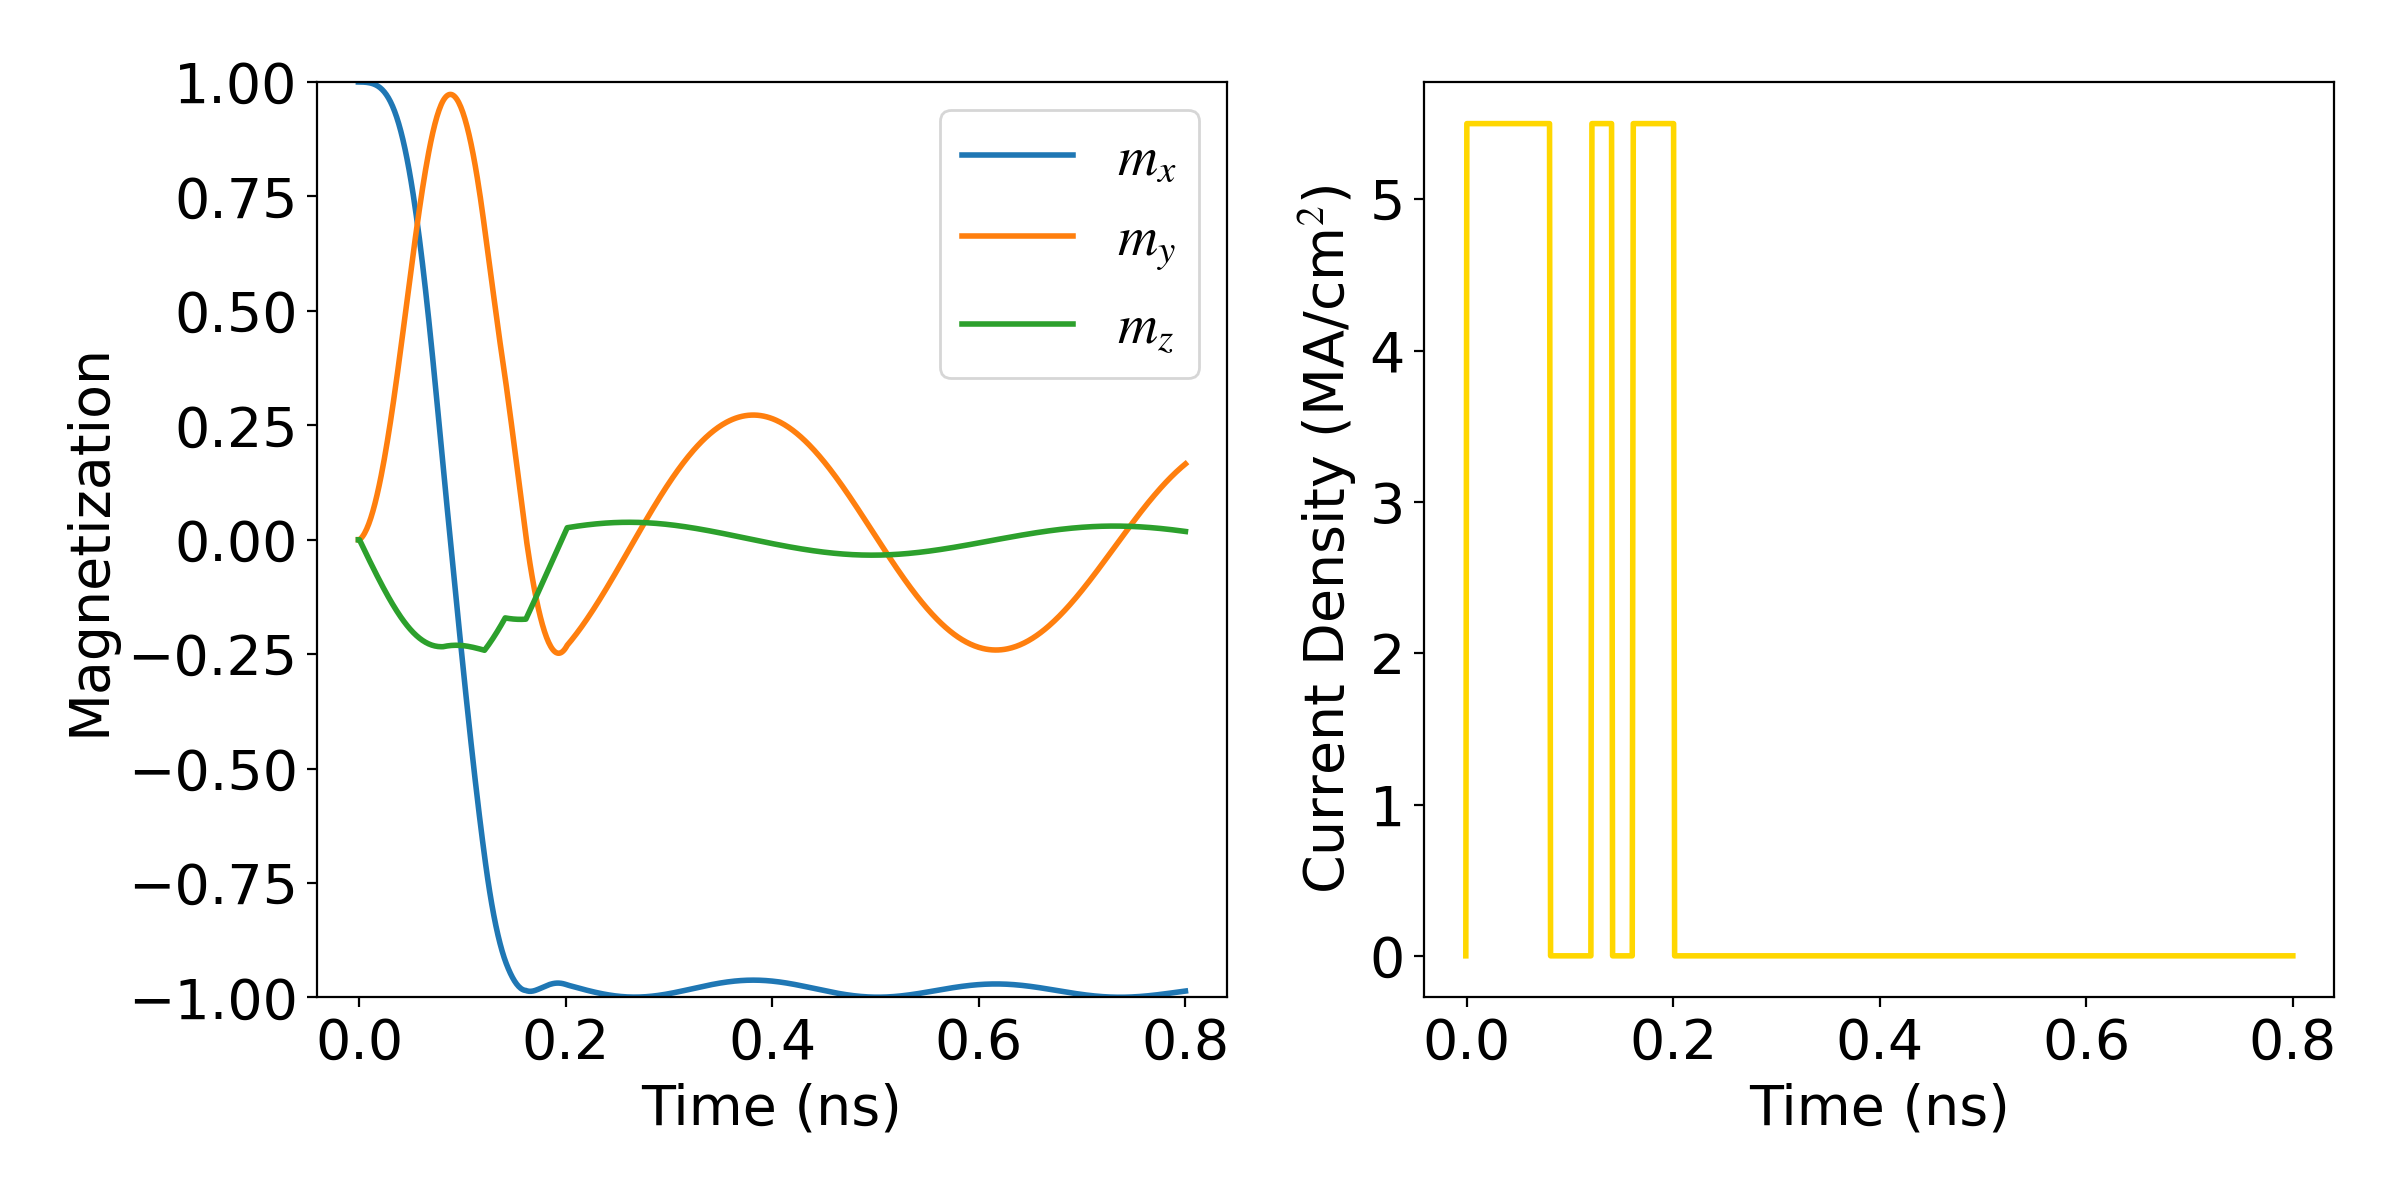 Magnetization
1.00
0.75
0.50
0.25
0.00
−0.25
−0.50
−0.75
−1.00
0.0 0.2 0.4 0.6 0.8
Time (ns)
m_x
m_y
m_z
Current Density (MA/cm²)
5
4
3
2
1
0
0.0 0.2 0.4 0.6 0.8
Time (ns)